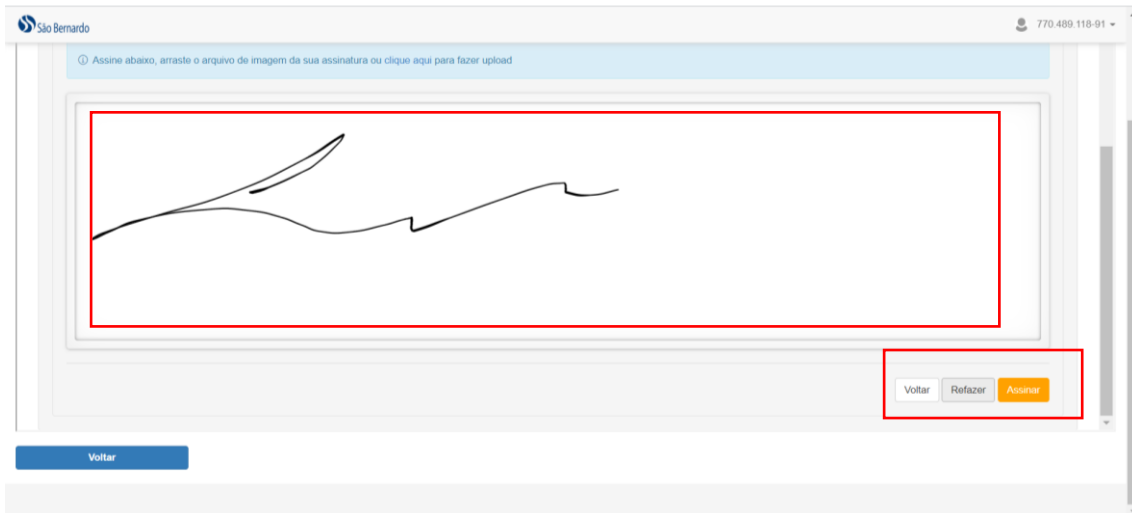 São Bernardo
770.489.118-91
Assine abaixo, arraste o arquivo de imagem da sua assinatura ou clique aqui para fazer upload
Voltar Refazer Assinar
Voltar